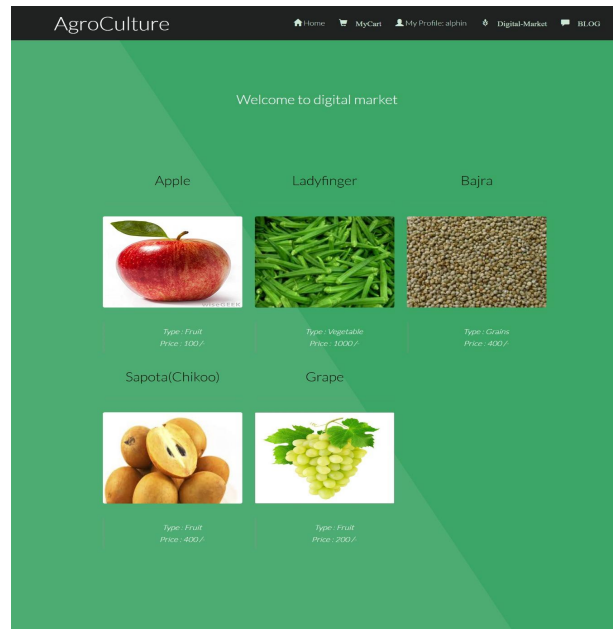 AgroCulture
Home MyCart My Profile: alphin Digital-Market BLOG
Welcome to digital market
Apple Ladyfinger Bajra
Type : Fruit Type : Vegetable Type : Grains
Price : 100 /- Price : 1000 /- Price : 400 /-
Sapota(Chikoo) Grape
Type : Fruit Type : Fruit
Price : 400 /- Price : 200 /-